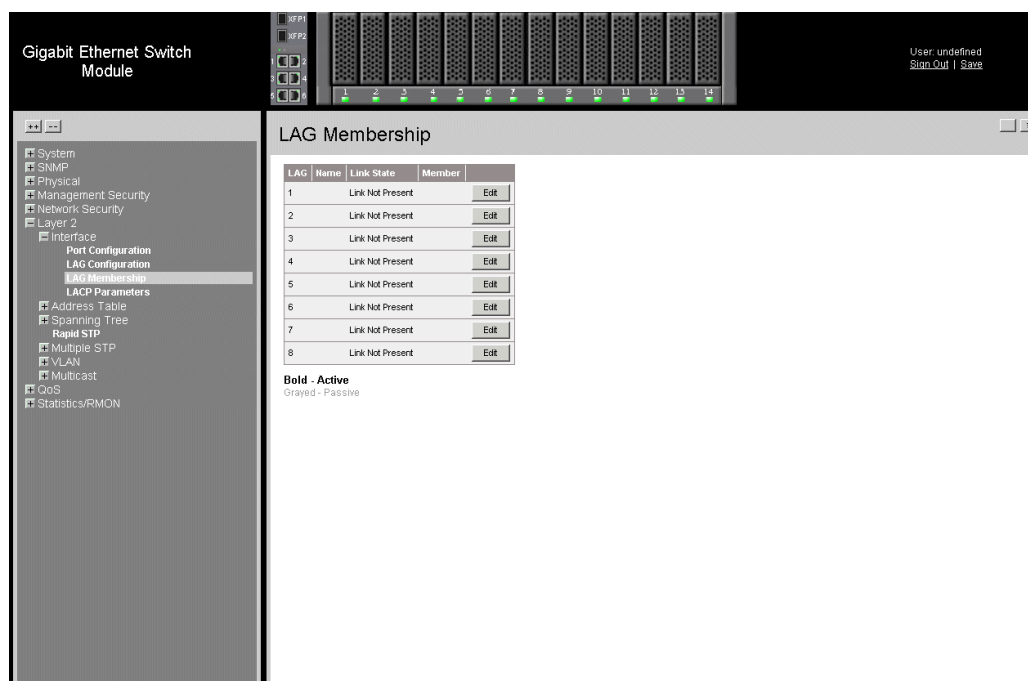 Gigabit Ethernet Switch
Module
XFP1
XFP2
1 2
3 4
5 6
1 2 3 4 5 6 7 8 9 10 11 12 13 14
User: undefined
Sign Out | Save
++ --
System
SNMP
Physical
Management Security
Network Security
Layer 2
Interface
Port Configuration
LAG Configuration
LAG Membership
LACP Parameters
Address Table
Spanning Tree
Rapid STP
Multiple STP
VLAN
Multicast
QoS
Statistics/RMON
LAG Membership
LAG Name Link State Member
1 Link Not Present Edit
2 Link Not Present Edit
3 Link Not Present Edit
4 Link Not Present Edit
5 Link Not Present Edit
6 Link Not Present Edit
7 Link Not Present Edit
8 Link Not Present Edit
Bold - Active
Grayed - Passive